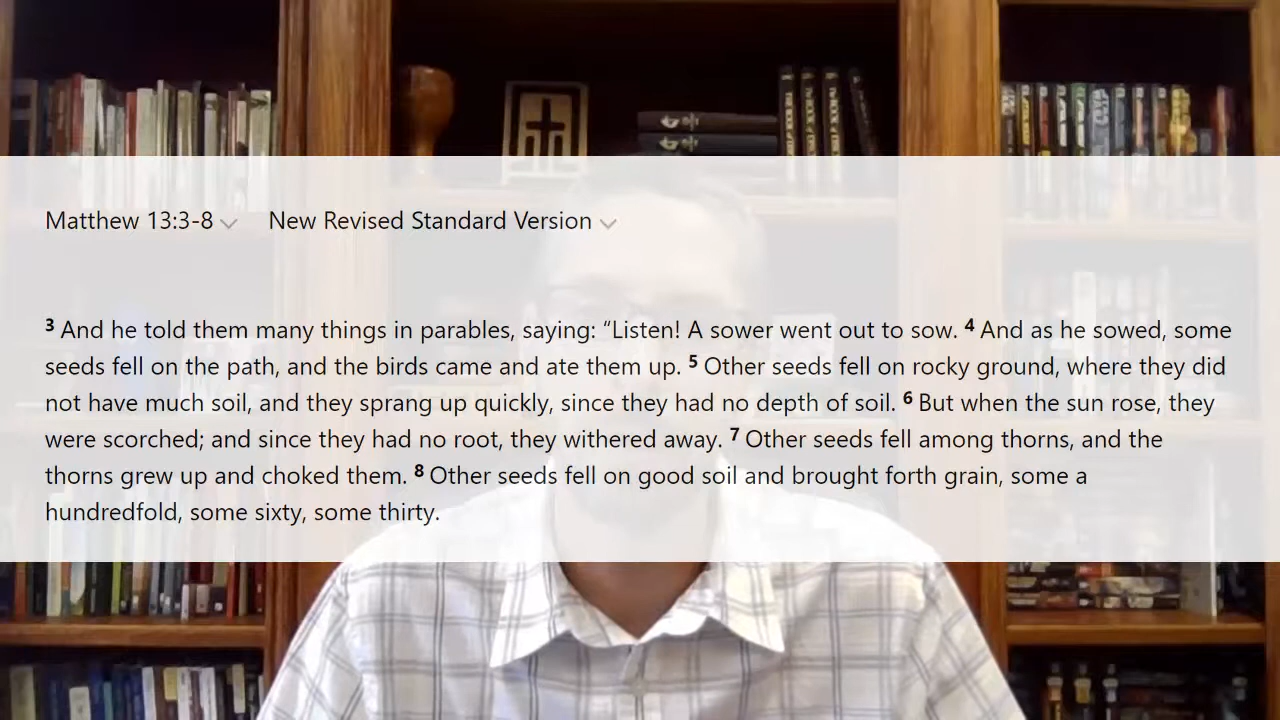 Matthew 13:3-8 New Revised Standard Version
3 And he told them many things in parables, saying: “Listen! A sower went out to sow. 4 And as he sowed, some
seeds fell on the path, and the birds came and ate them up. 5 Other seeds fell on rocky ground, where they did
not have much soil, and they sprang up quickly, since they had no depth of soil. 6 But when the sun rose, they
were scorched; and since they had no root, they withered away. 7 Other seeds fell among thorns, and the
thorns grew up and choked them. 8 Other seeds fell on good soil and brought forth grain, some a
hundredfold, some sixty, some thirty.